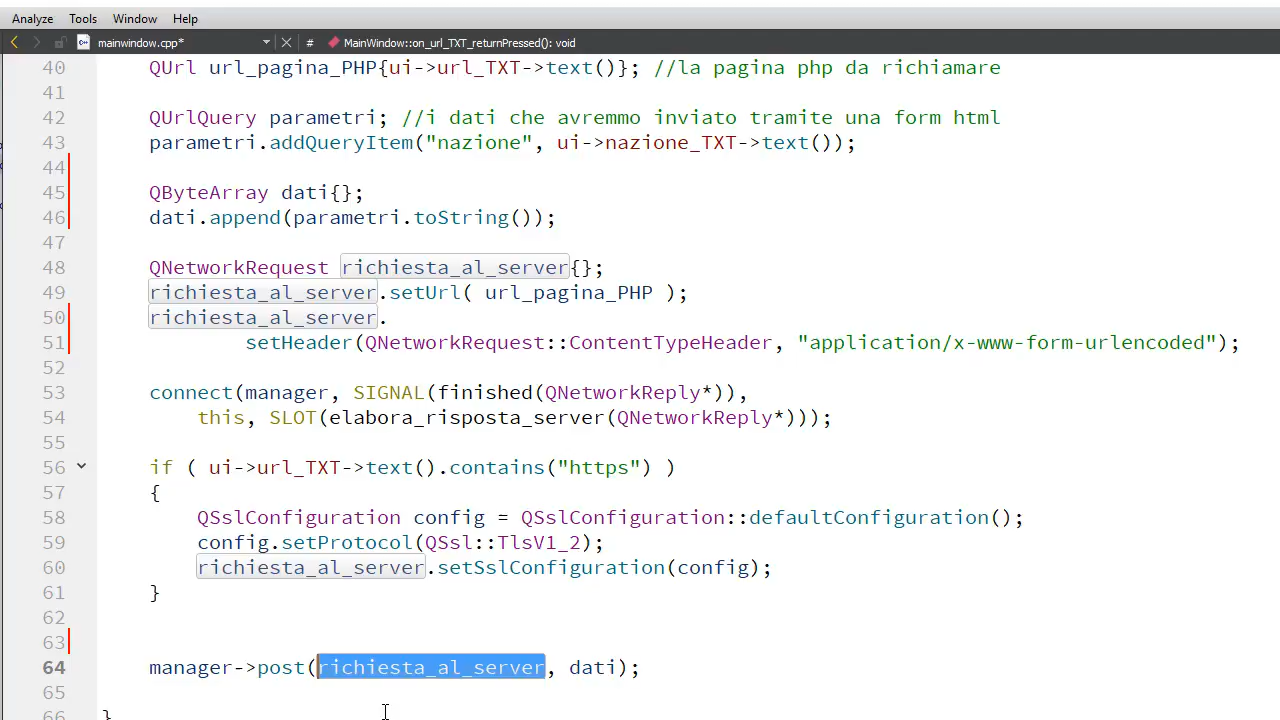 Analyze Tools Window Help
mainwindow.cpp* # MainWindow::on_url_TXT_returnPressed(): void
40 QUrl url_pagina_PHP{ui->url_TXT->text()}; //la pagina php da richiamare
41
42 QUrlQuery parametri; //i dati che avremmo inviato tramite una form html
43 parametri.addQueryItem("nazione", ui->nazione_TXT->text());
44
45 QByteArray dati{};
46 dati.append(parametri.toString());
47
48 QNetworkRequest richiesta_al_server{};
49 richiesta_al_server.setUrl( url_pagina_PHP );
50 richiesta_al_server.
51 setHeader(QNetworkRequest::ContentTypeHeader, "application/x-www-form-urlencoded");
52
53 connect(manager, SIGNAL(finished(QNetworkReply*)),
54 this, SLOT(elabora_risposta_server(QNetworkReply*)));
55
56 if ( ui->url_TXT->text().contains("https") )
57 {
58 QSslConfiguration config = QSslConfiguration::defaultConfiguration();
59 config.setProtocol(QSsl::TlsV1_2);
60 richiesta_al_server.setSslConfiguration(config);
61 }
62
63
64 manager->post(richiesta_al_server, dati);
65
66 }